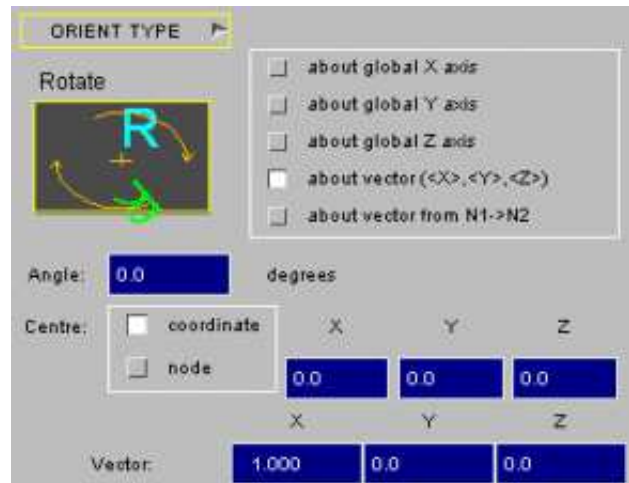 ORIENT TYPE
Rotate
R
R
about global X axis
about global Y axis
about global Z axis
about vector (<X>,<Y>,<Z>)
about vector from N1->N2
Angle: 0.0 degrees
Centre: coordinate X Y Z
node 0.0 0.0 0.0
X Y Z
Vector: 1.000 0.0 0.0